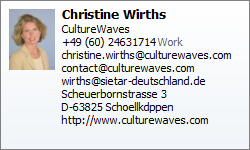 Christine Wirths
CultureWaves
+49 (60) 24631714 Work
christine.wirths@culturewaves.com
contact@culturewaves.com
wirths@sietar-deutschland.de
Scheuerbornstrasse 3
D-63825 Schoellkdppen
http://www.culturewaves.com